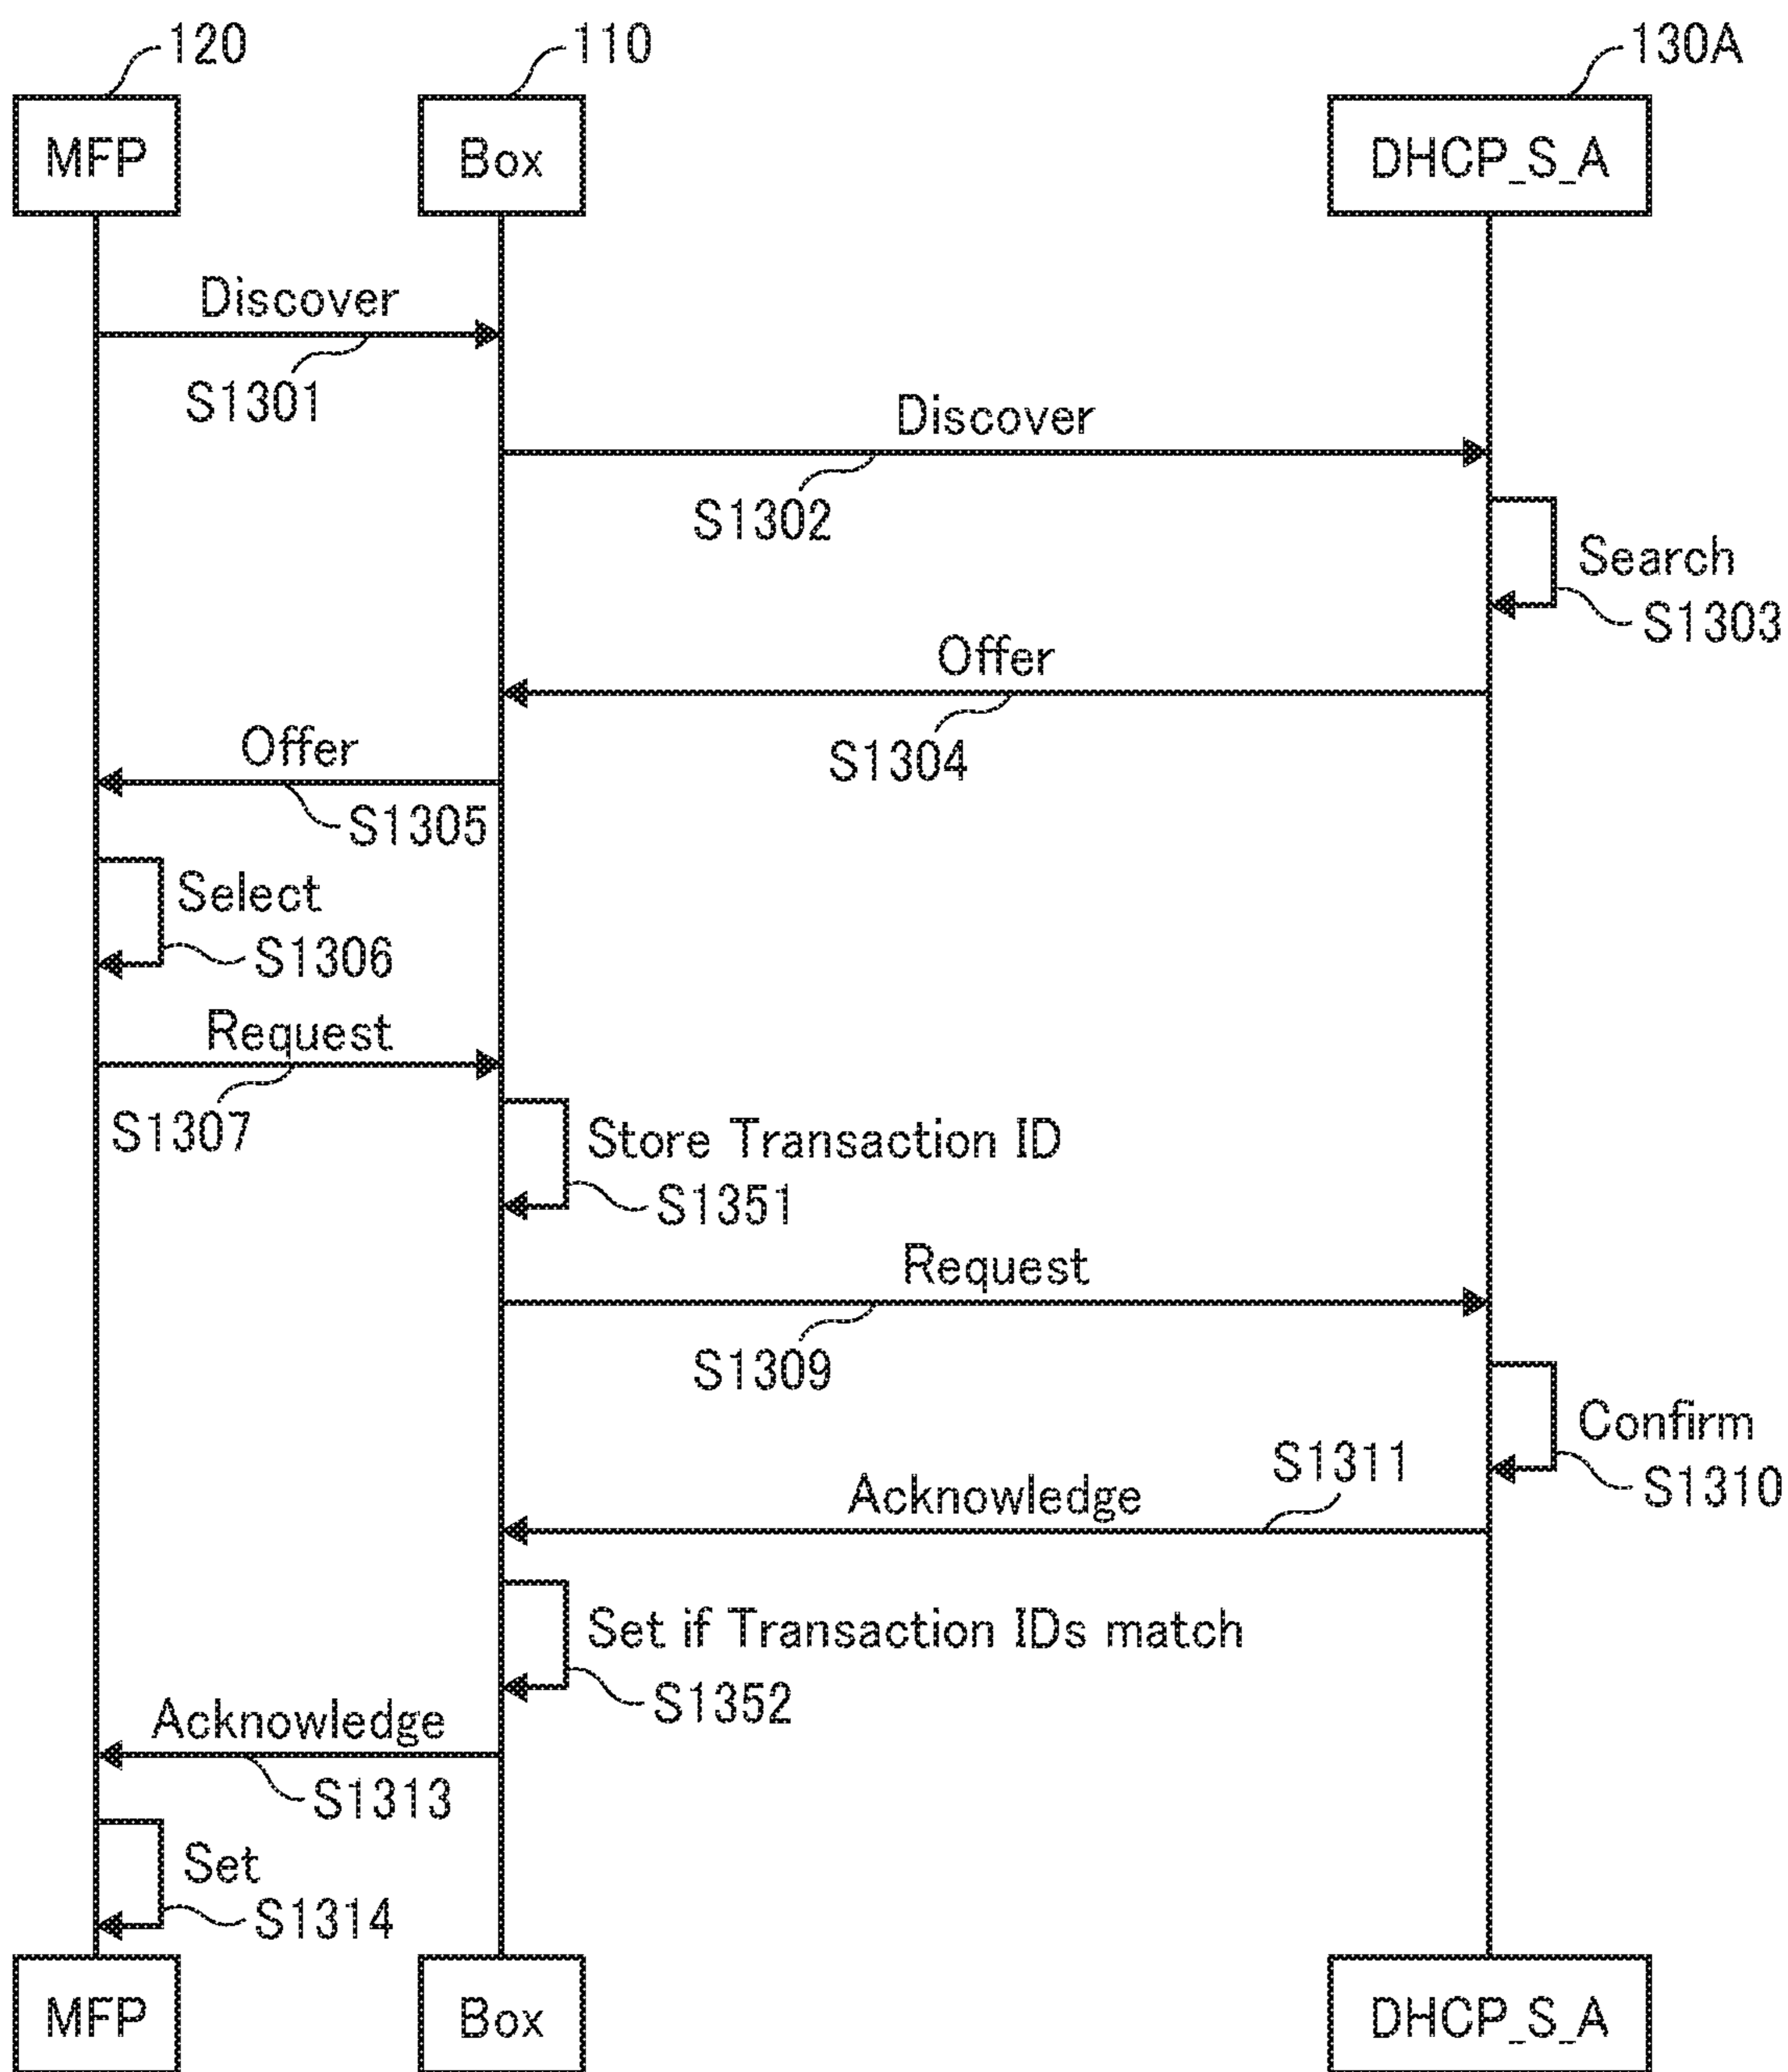 120
110
130A
MFP
Box
DHCP_S_A
Discover
S1301
Discover
S1302
Search
S1303
Offer
S1304
Offer
S1305
Select
S1306
Request
S1307
Store Transaction ID
S1351
Request
S1309
Confirm
S1310
S1311
Acknowledge
Set if Transaction IDs match
S1352
Acknowledge
S1313
Set
S1314
MFP
Box
DHCP_S_A